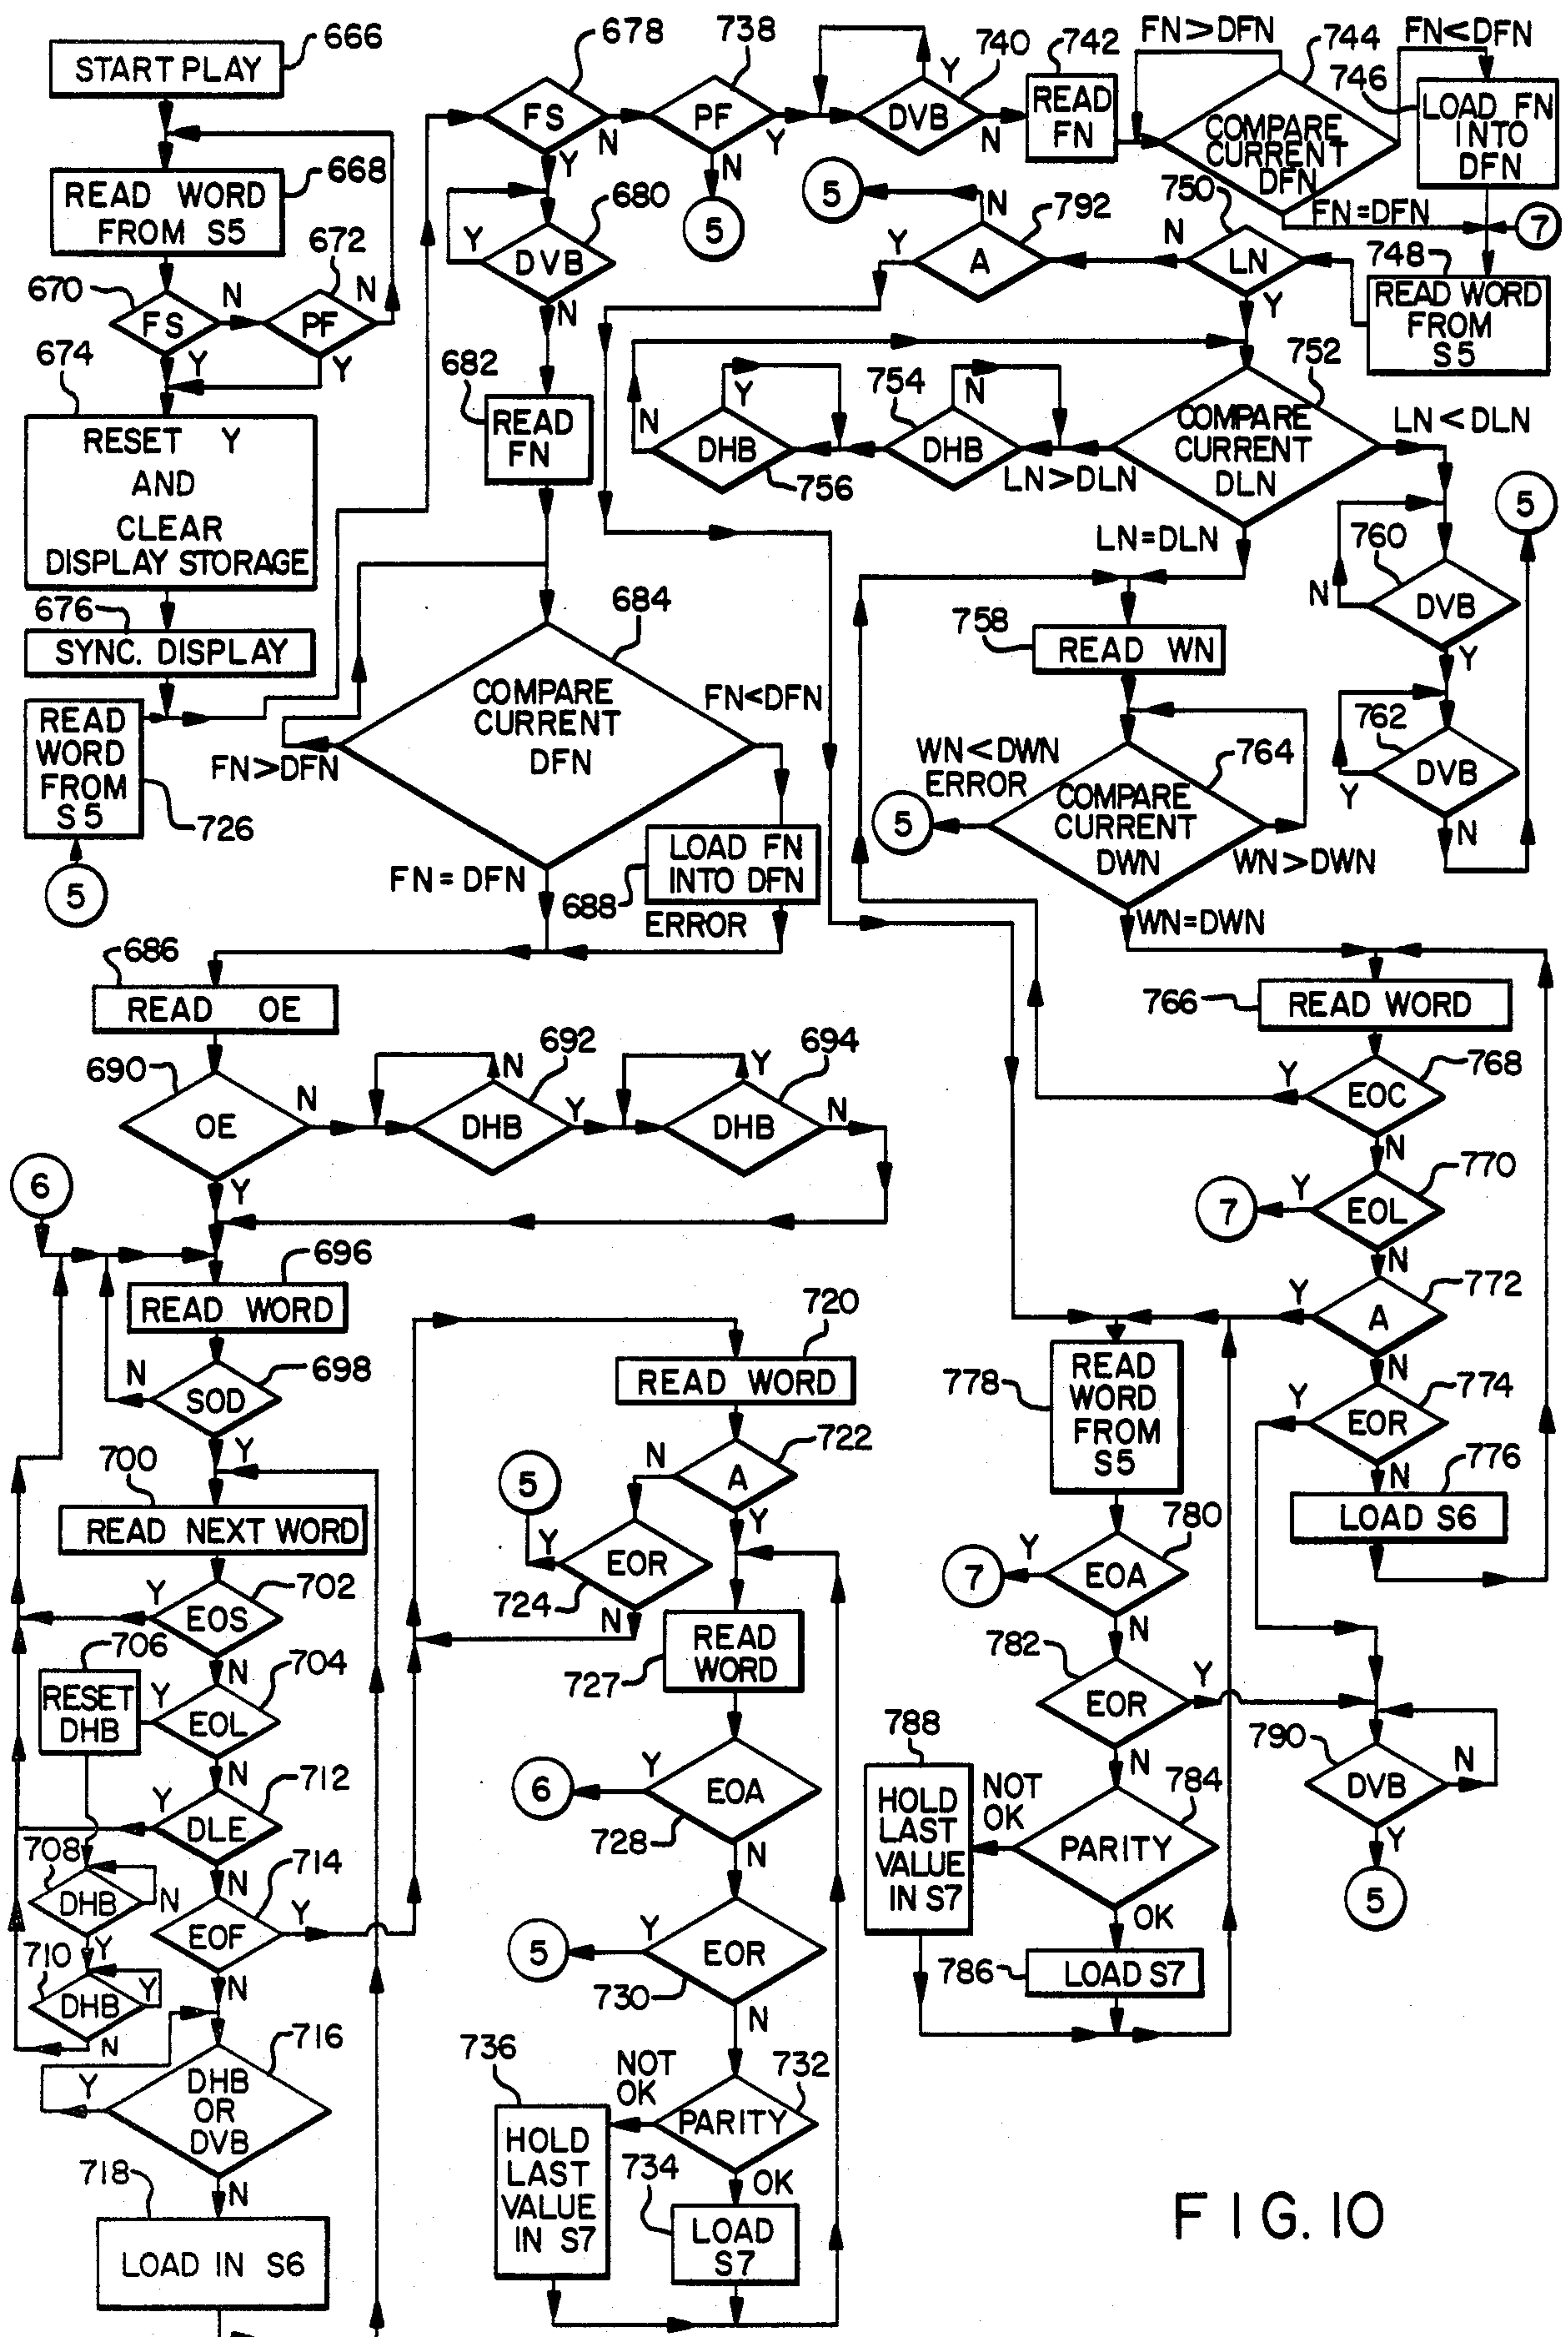 START PLAY
666
READ WORD
FROM S5
668
FS
670
N
PF
672
N
Y
Y
674
RESET Y
AND
CLEAR
DISPLAY STORAGE
676
SYNC. DISPLAY
READ
WORD
FROM
S5
726
5
678
FS
N
Y
738
PF
Y
N
5
740
DVB
Y
N
742
READ
FN
FN>DFN
744
COMPARE
CURRENT
DFN
FN<DFN
746
LOAD FN
INTO
DFN
FN=DFN
7
748
READ WORD
FROM
S5
750
LN
N
Y
792
A
N
Y
5
680
DVB
Y
N
682
READ
FN
684
COMPARE
CURRENT
DFN
FN>DFN
FN<DFN
FN=DFN
688
LOAD FN
INTO DFN
ERROR
752
COMPARE
CURRENT
DLN
LN>DLN
LN<DLN
LN=DLN
754
DHB
N
756
DHB
Y
N
760
DVB
N
Y
762
DVB
Y
N
5
758
READ WN
764
COMPARE
CURRENT
DWN
WN<DWN
ERROR
5
WN>DWN
WN=DWN
686
READ OE
690
OE
N
Y
692
DHB
N
Y
694
DHB
Y
N
6
696
READ WORD
698
SOD
N
Y
700
READ NEXT WORD
702
EOS
Y
N
704
EOL
Y
N
706
RESET
DHB
712
DLE
Y
N
708
DHB
N
Y
714
EOF
Y
N
710
DHB
Y
N
716
DHB
OR
DVB
Y
N
718
LOAD IN S6
720
READ WORD
722
A
N
Y
5
724
EOR
Y
N
727
READ
WORD
728
EOA
Y
N
6
730
EOR
Y
N
5
732
PARITY
NOT
OK
OK
736
HOLD
LAST
VALUE
IN S7
734
LOAD
S7
766
READ WORD
768
EOC
Y
N
770
EOL
Y
N
7
772
A
Y
N
774
EOR
Y
N
776
LOAD S6
778
READ
WORD
FROM
S5
780
EOA
Y
N
7
782
EOR
Y
N
784
PARITY
NOT
OK
OK
788
HOLD
LAST
VALUE
IN S7
786
LOAD S7
790
DVB
N
Y
5
FIG. 10